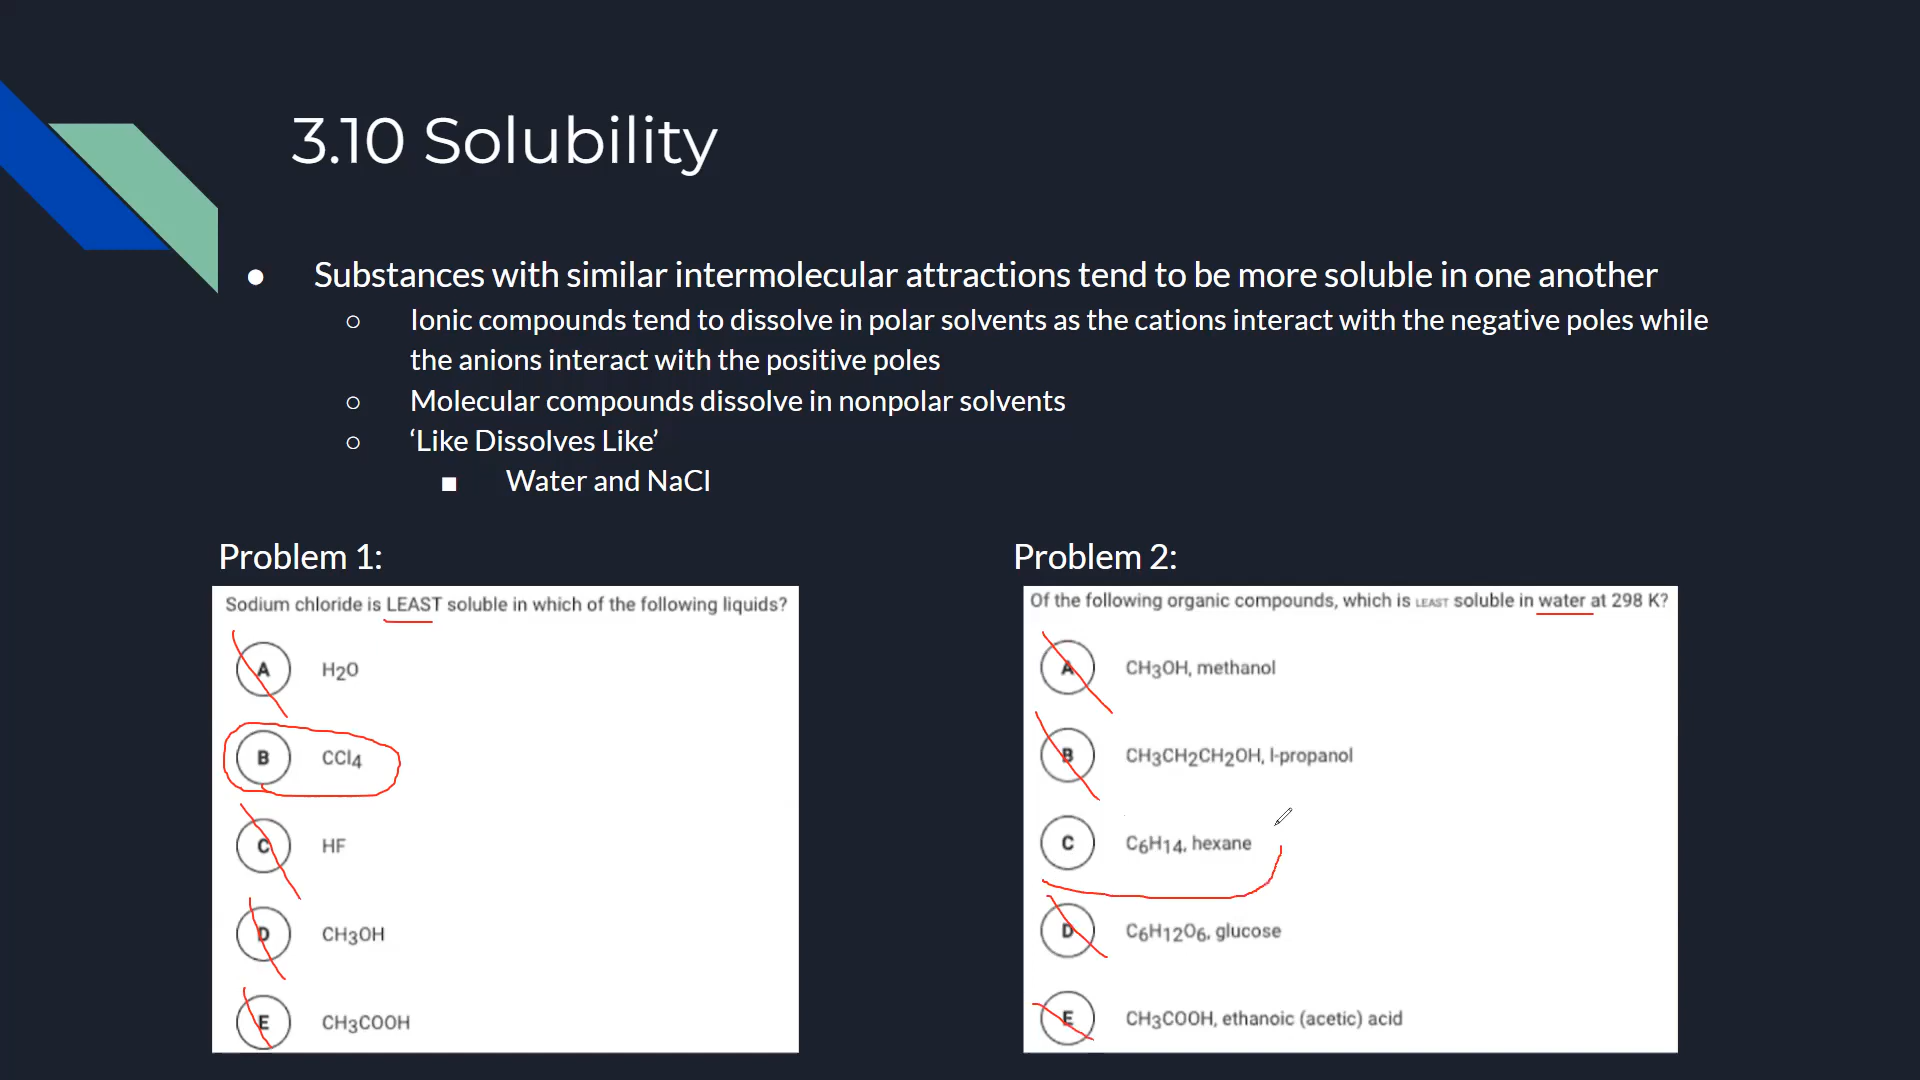 3.10 Solubility
● Substances with similar intermolecular attractions tend to be more soluble in one another
○ Ionic compounds tend to dissolve in polar solvents as the cations interact with the negative poles while
the anions interact with the positive poles
○ Molecular compounds dissolve in nonpolar solvents
○ ‘Like Dissolves Like’
■ Water and NaCl
Problem 1:
Sodium chloride is LEAST soluble in which of the following liquids?
A H2O
B CCl4
C HF
D CH3OH
E CH3COOH
Problem 2:
Of the following organic compounds, which is LEAST soluble in water at 298 K?
A CH3OH, methanol
B CH3CH2CH2OH, l-propanol
C C6H14, hexane
D C6H12O6, glucose
E CH3COOH, ethanoic (acetic) acid